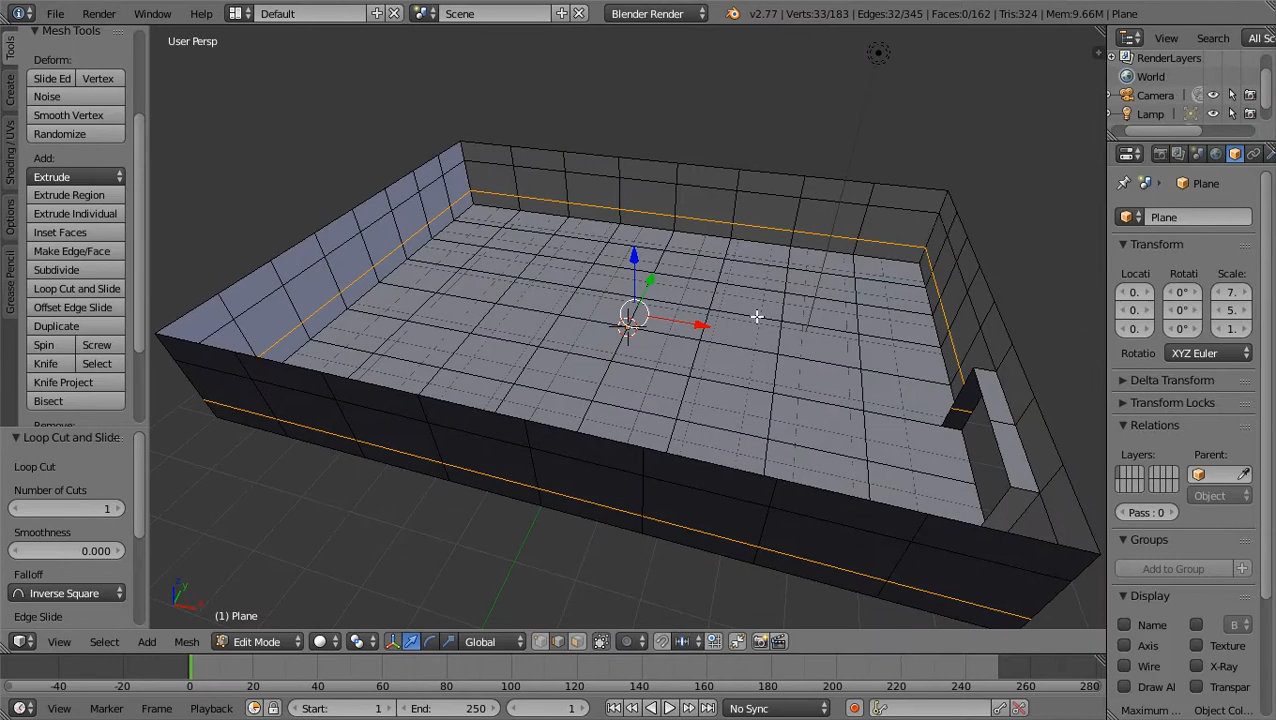 File Render Window Help Default Scene Blender Render v2.77 | Verts:33/183 | Edges:32/345 | Faces:0/162 | Tris:324 | Mem:9.66M | Plane
Tools
Create
Shading / UVs
Options
Grease Pencil
Mesh Tools
Deform:
Slide Ed Vertex
Noise
Smooth Vertex
Randomize
Add:
Extrude
Extrude Region
Extrude Individual
Inset Faces
Make Edge/Face
Subdivide
Loop Cut and Slide
Offset Edge Slide
Duplicate
Spin Screw
Knife Select
Knife Project
Bisect
Loop Cut and Slide
Loop Cut
Number of Cuts
1
Smoothness
0.000
Falloff
Inverse Square
Edge Slide
User Persp
(1) Plane
View Select Add Mesh Edit Mode Global
View Search All Sc
RenderLayers
World
Camera
Lamp
Plane
Plane
Transform
Locati Rotati Scale:
0. 0° 7.
0. 0° 5.
0. 0° 1.
Rotatio XYZ Euler
Delta Transform
Transform Locks
Relations
Layers: Parent:
Pass : 0
Groups
Add to Group
Display
Name B
Axis Texture
Wire X-Ray
Draw Al Transpar
Maximum Object Col
-40 -20 0 20 40 60 80 100 120 140 160 180 200 220 240 260 280
View Marker Frame Playback Start: 1 End: 250 1 No Sync